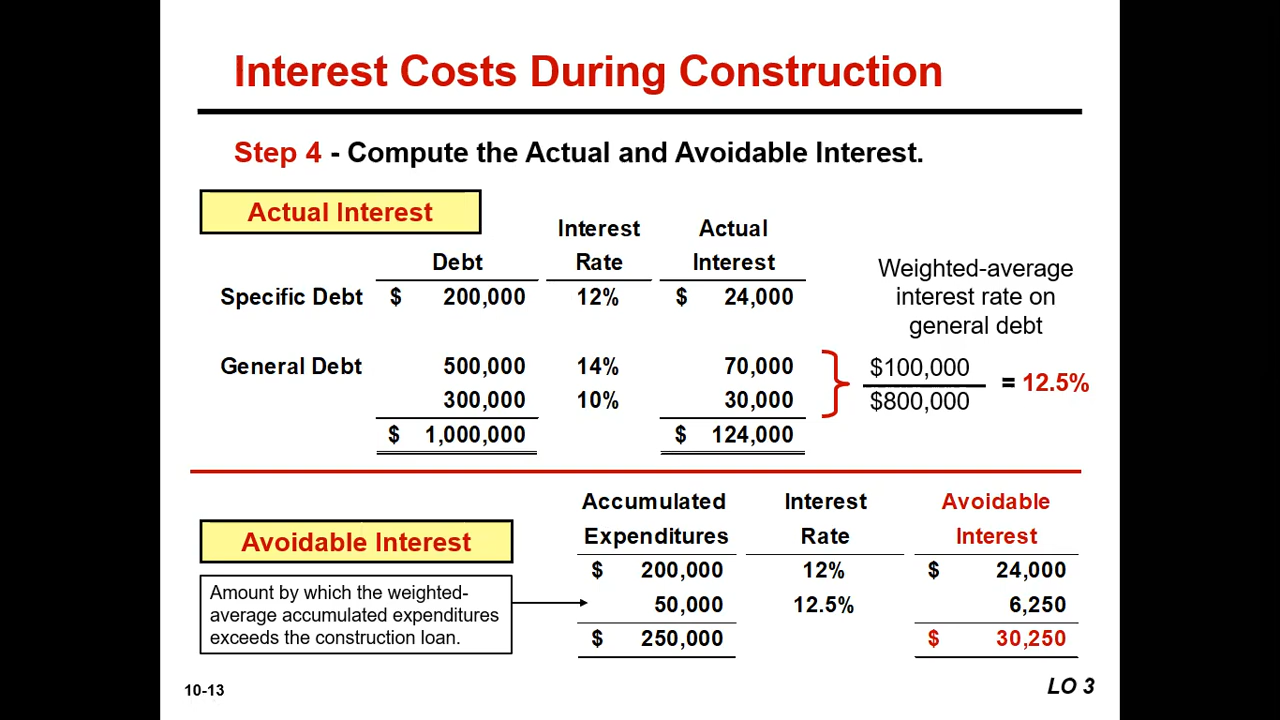 Interest Costs During Construction
Step 4 - Compute the Actual and Avoidable Interest.
Actual Interest
Interest Actual
Debt Rate Interest
Specific Debt $ 200,000 12% $ 24,000
General Debt 500,000 14% 70,000
300,000 10% 30,000
$ 1,000,000 $ 124,000
Weighted-average
interest rate on
general debt
$100,000
$800,000
= 12.5%
Accumulated Interest Avoidable
Expenditures Rate Interest
$ 200,000 12% $ 24,000
50,000 12.5% 6,250
$ 250,000 $ 30,250
Avoidable Interest
Amount by which the weighted-
average accumulated expenditures
exceeds the construction loan.
10-13
LO 3